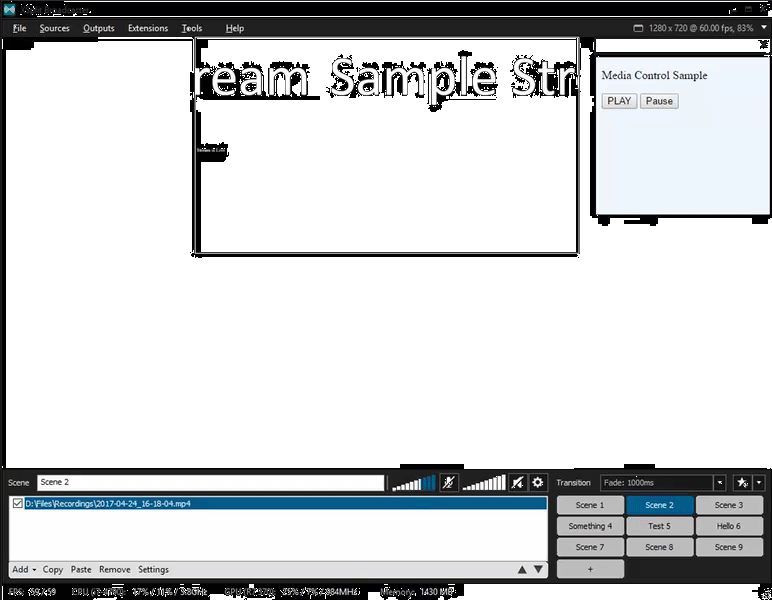 File Sources Outputs Extensions Tools Help
1280 x 720 @ 60.00 fps, 83%
ream Sample Str
Media Control Sample
PLAY Pause
Scene Scene 2
Transition Fade: 1000ms
D:\Files\Recordings\2017-04-24_16-18-04.mp4
Scene 1 Scene 2 Scene 3
Something 4 Test 5 Hello 6
Scene 7 Scene 8 Scene 9
+
Add Copy Paste Remove Settings